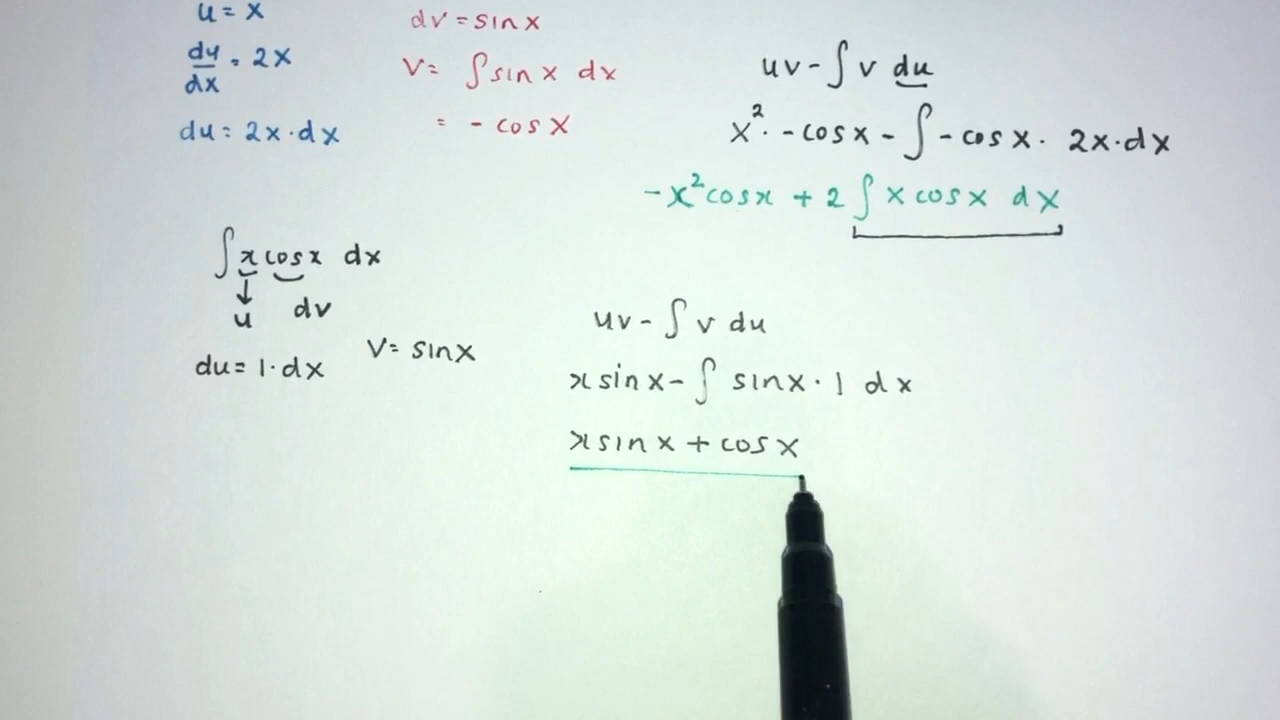 u = x
du/dx = 2x
du = 2x·dx
dv = sin x
v = ∫ sin x dx
= - cos x
uv - ∫ v du
x²· - cos x - ∫ - cos x · 2x·dx
- x² cos x + 2 ∫ x cos x dx
∫ x cos x dx
u dv
du = 1·dx v = sin x
uv - ∫ v du
x sin x - ∫ sin x · 1 dx
x sin x + cos x